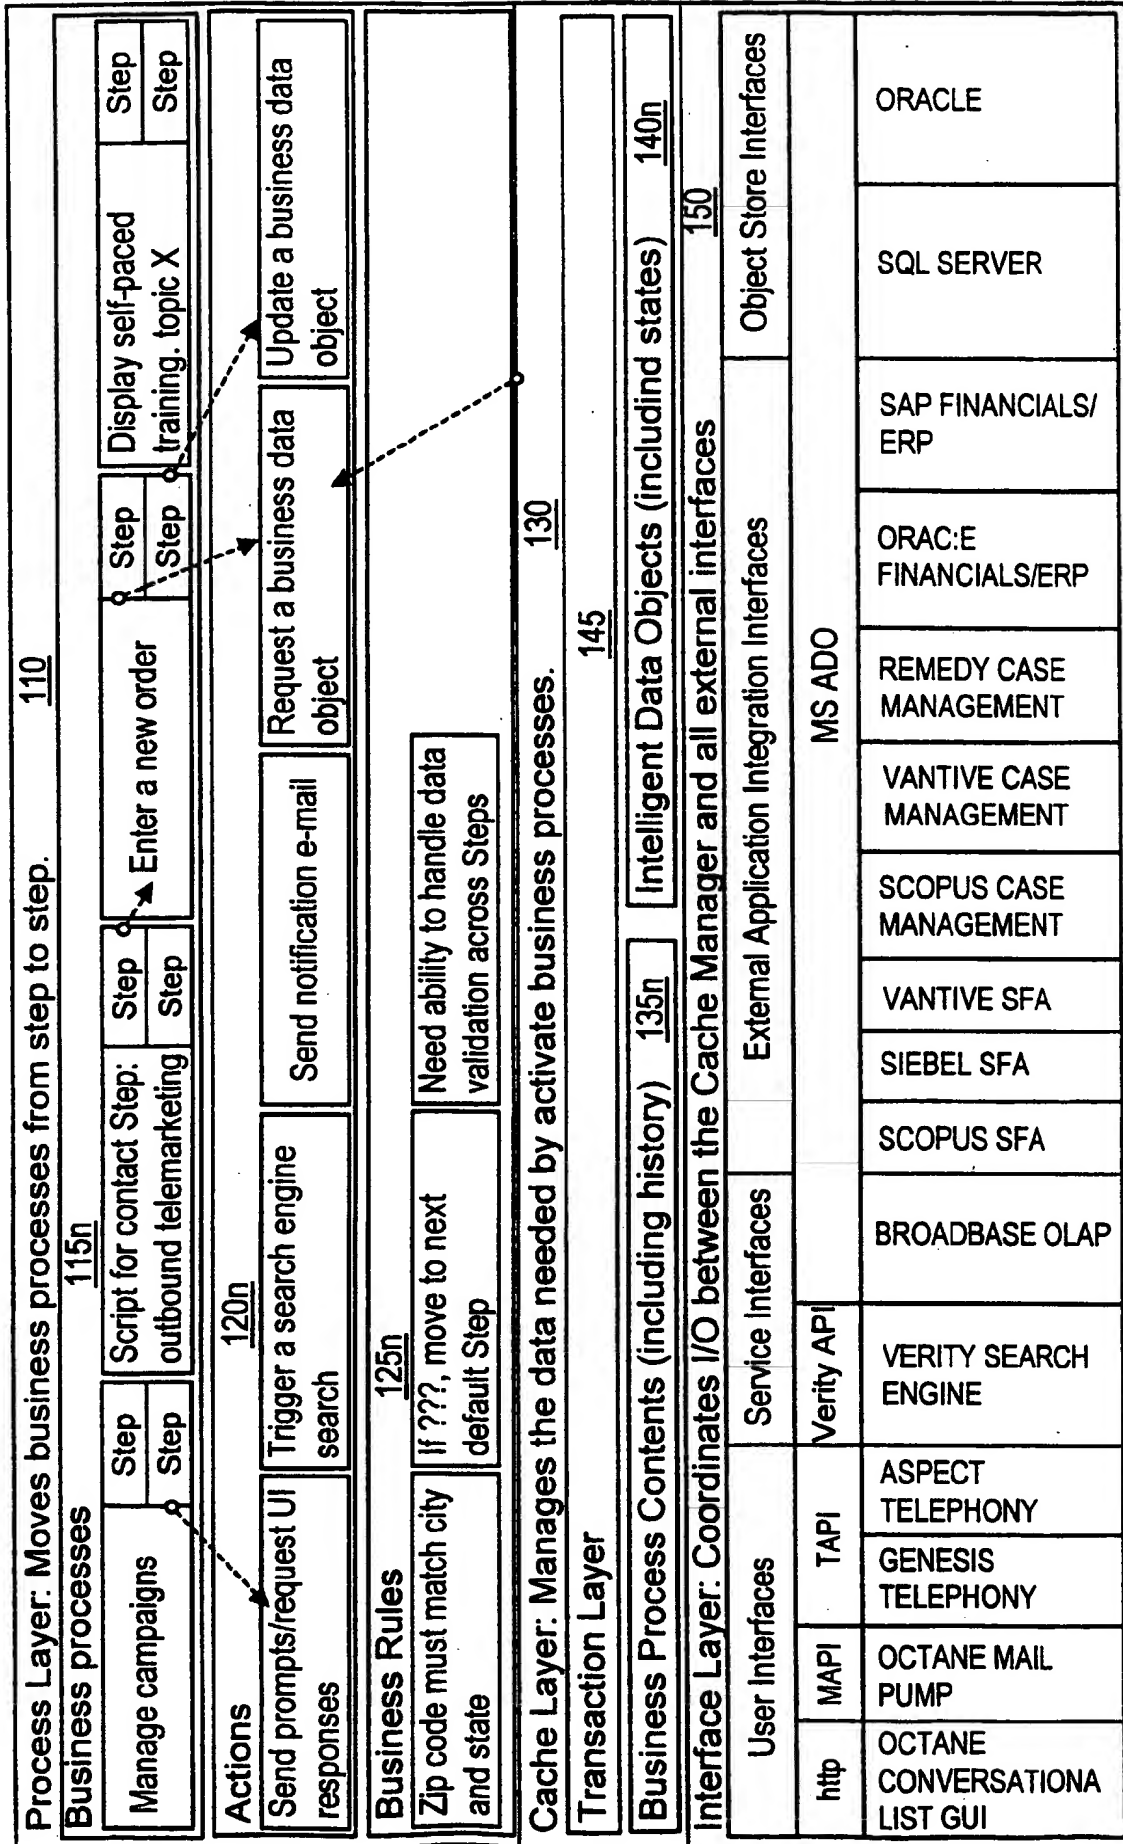 Process Layer: Moves business processes from step to step. 110
Business processes 115n
Manage campaigns
Step
Step
Script for contact Step:
outbound telemarketing
Step
Step
Enter a new order
Step
Step
Display self-paced
training. topic X
Step
Step
Actions 120n
Send prompts/request UI
responses
Trigger a search engine
search
Send notification e-mail
Request a business data
object
Update a business data
object
Business Rules 125n
Zip code must match city
and state
If ???, move to next
default Step
Need ability to handle data
validation across Steps
Cache Layer: Manages the data needed by activate business processes. 130
Transaction Layer 145
Business Process Contents (including history) 135n
Intelligent Data Objects (includind states) 140n
Interface Layer: Coordinates I/O between the Cache Manager and all external interfaces 150
User Interfaces
Service Interfaces
External Application Integration Interfaces
Object Store Interfaces
http
MAPI
TAPI
Verity API
MS ADO
OCTANE
CONVERSATIONA
LIST GUI
OCTANE MAIL
PUMP
GENESIS
TELEPHONY
ASPECT
TELEPHONY
VERITY SEARCH
ENGINE
BROADBASE OLAP
SCOPUS SFA
SIEBEL SFA
VANTIVE SFA
SCOPUS CASE
MANAGEMENT
VANTIVE CASE
MANAGEMENT
REMEDY CASE
MANAGEMENT
ORAC:E
FINANCIALS/ERP
SAP FINANCIALS/
ERP
SQL SERVER
ORACLE